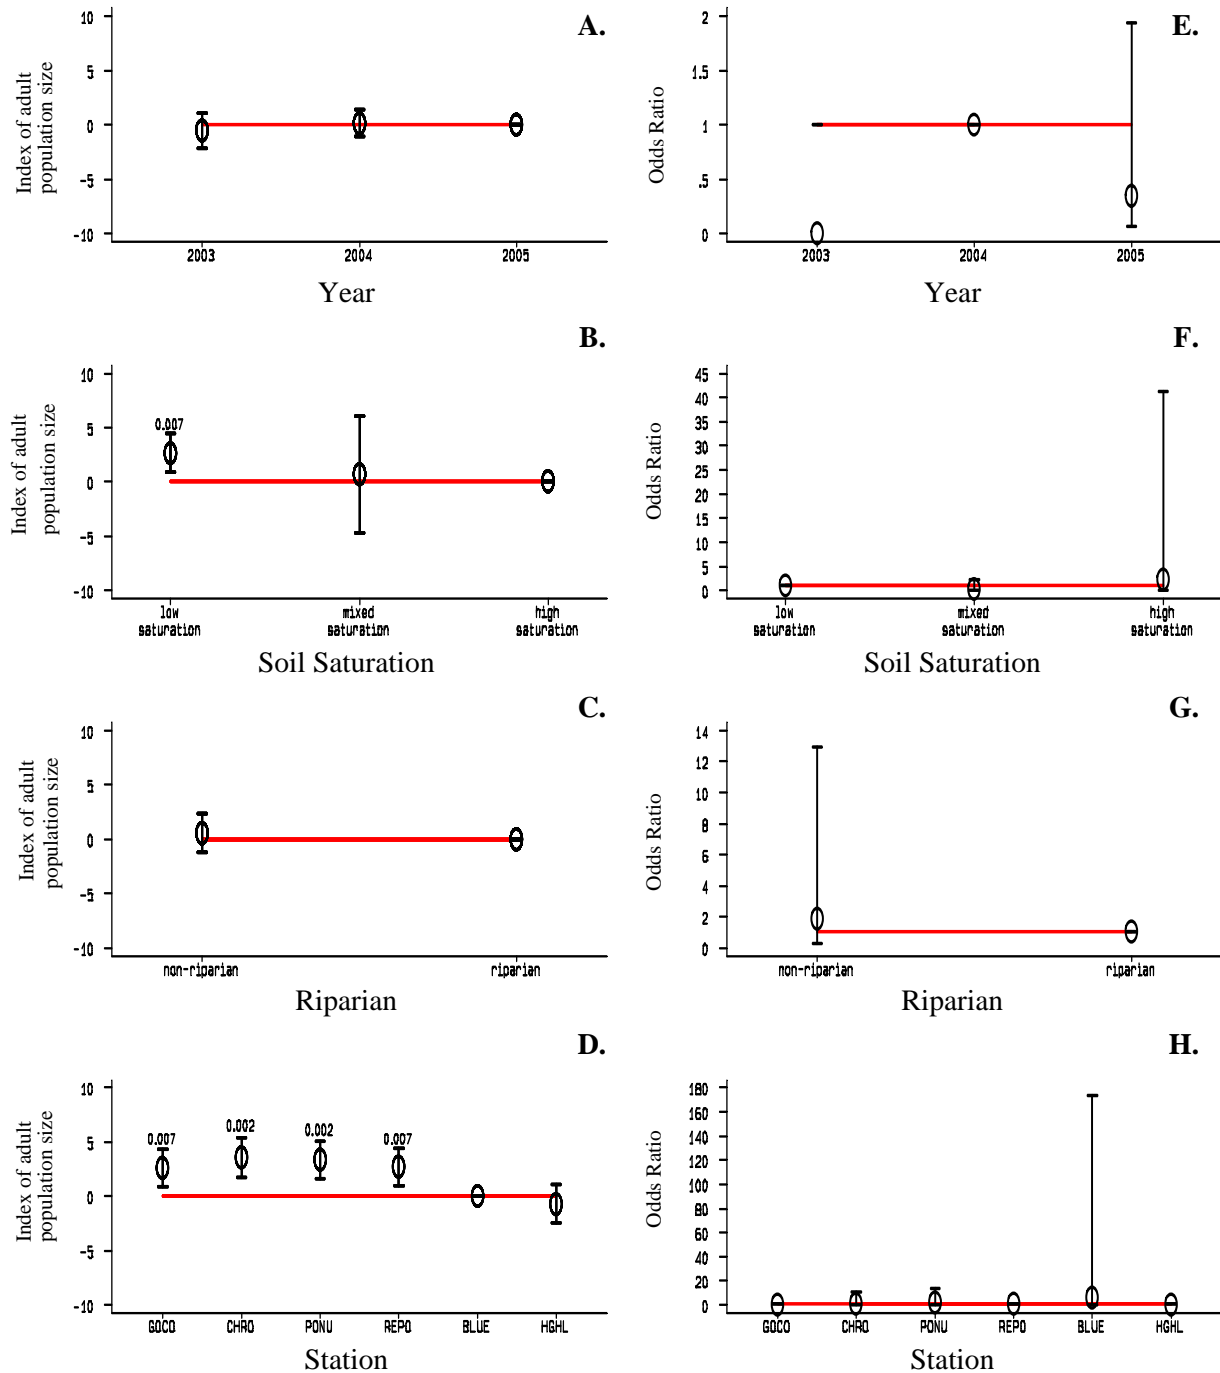 A.
Index of adult
population size
10
5
0
-5
-10
2003 2004 2005
Year
E.
Odds Ratio
2
1.5
1
.5
0
2003 2004 2005
Year
B.
Index of adult
population size
10
5
0
-5
-10
0.007
low mixed high
saturation saturation saturation
Soil Saturation
F.
Odds Ratio
45
40
35
30
25
20
15
10
5
0
low mixed high
saturation saturation saturation
Soil Saturation
C.
Index of adult
population size
10
5
0
-5
-10
non-riparian riparian
Riparian
G.
Odds Ratio
14
12
10
8
6
4
2
0
non-riparian riparian
Riparian
D.
Index of adult
population size
10
5
0
-5
-10
0.007 0.002 0.002 0.007
GOCO CHRO PONU REPO BLUE HGHL
Station
H.
Odds Ratio
180
160
140
120
100
80
60
40
20
0
GOCO CHRO PONU REPO BLUE HGHL
Station